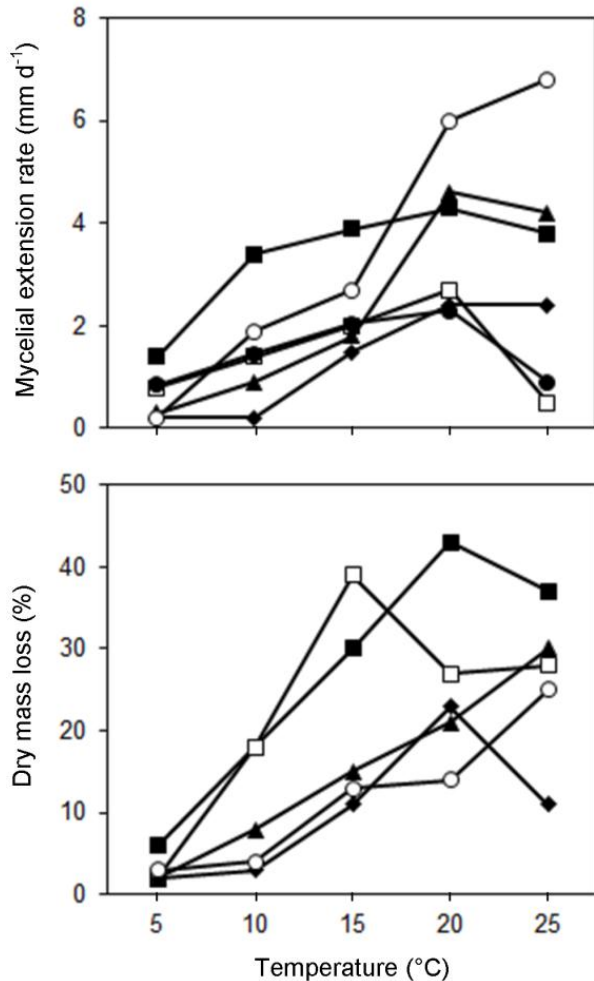 8
6
4
2
0
Mycelial extension rate (mm d⁻¹)
50
40
30
20
10
0
Dry mass loss (%)
5 10 15 20 25
Temperature (°C)